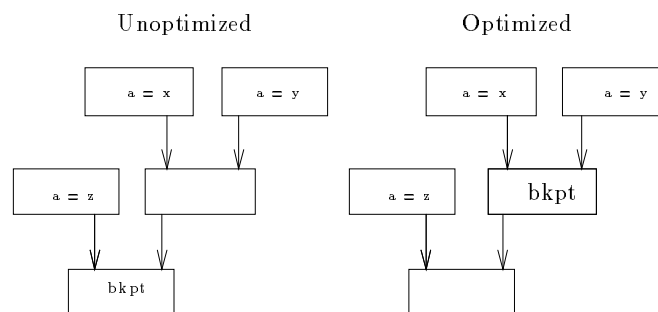 Unoptimized
Optimized
a = x
a = y
a = x
a = y
a = z
a = z
bkpt
bkpt